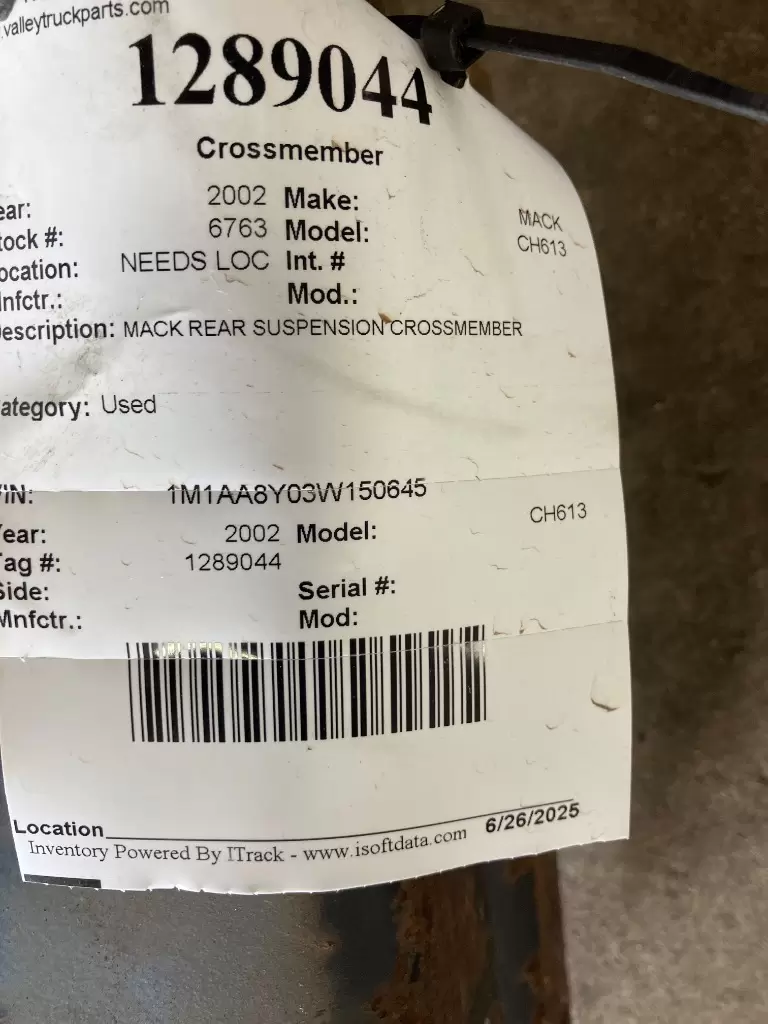 .valleytruckparts.com
1289044
Crossmember
ear: 2002 Make: MACK
tock #: 6763 Model: CH613
ocation: NEEDS LOC Int. #
nfctr.: Mod.:
escription: MACK REAR SUSPENSION CROSSMEMBER
ategory: Used
IN: 1M1AA8Y03W150645
ear: 2002 Model: CH613
ag #: 1289044
Side: Serial #:
Mnfctr.: Mod:
Location 6/26/2025
Inventory Powered By ITrack - www.isoftdata.com